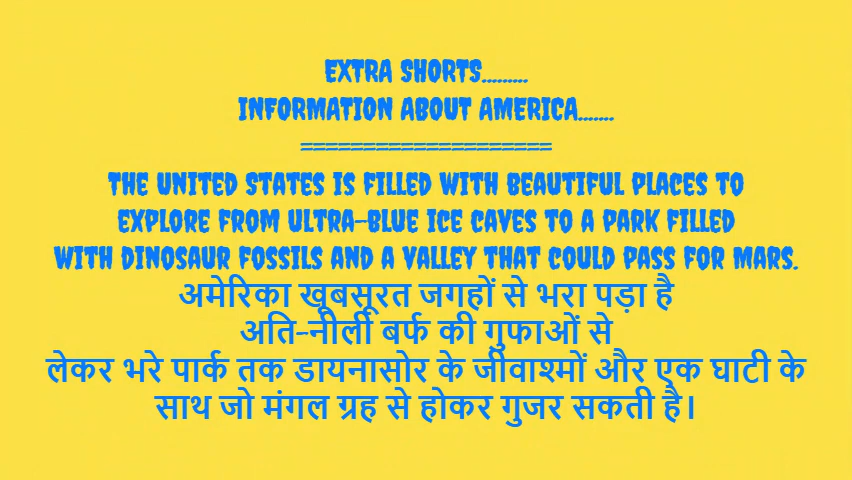 EXTRA SHORTS.........
INFORMATION ABOUT AMERICA.......
====================
THE UNITED STATES IS FILLED WITH BEAUTIFUL PLACES TO
EXPLORE FROM ULTRA-BLUE ICE CAVES TO A PARK FILLED
WITH DINOSAUR FOSSILS AND A VALLEY THAT COULD PASS FOR MARS.
अमेरिका खूबसूरत जगहों से भरा पड़ा है
अति-नीली बर्फ की गुफाओं से
लेकर भरे पार्क तक डायनासोर के जीवाश्मों और एक घाटी के
साथ जो मंगल ग्रह से होकर गुजर सकती है।